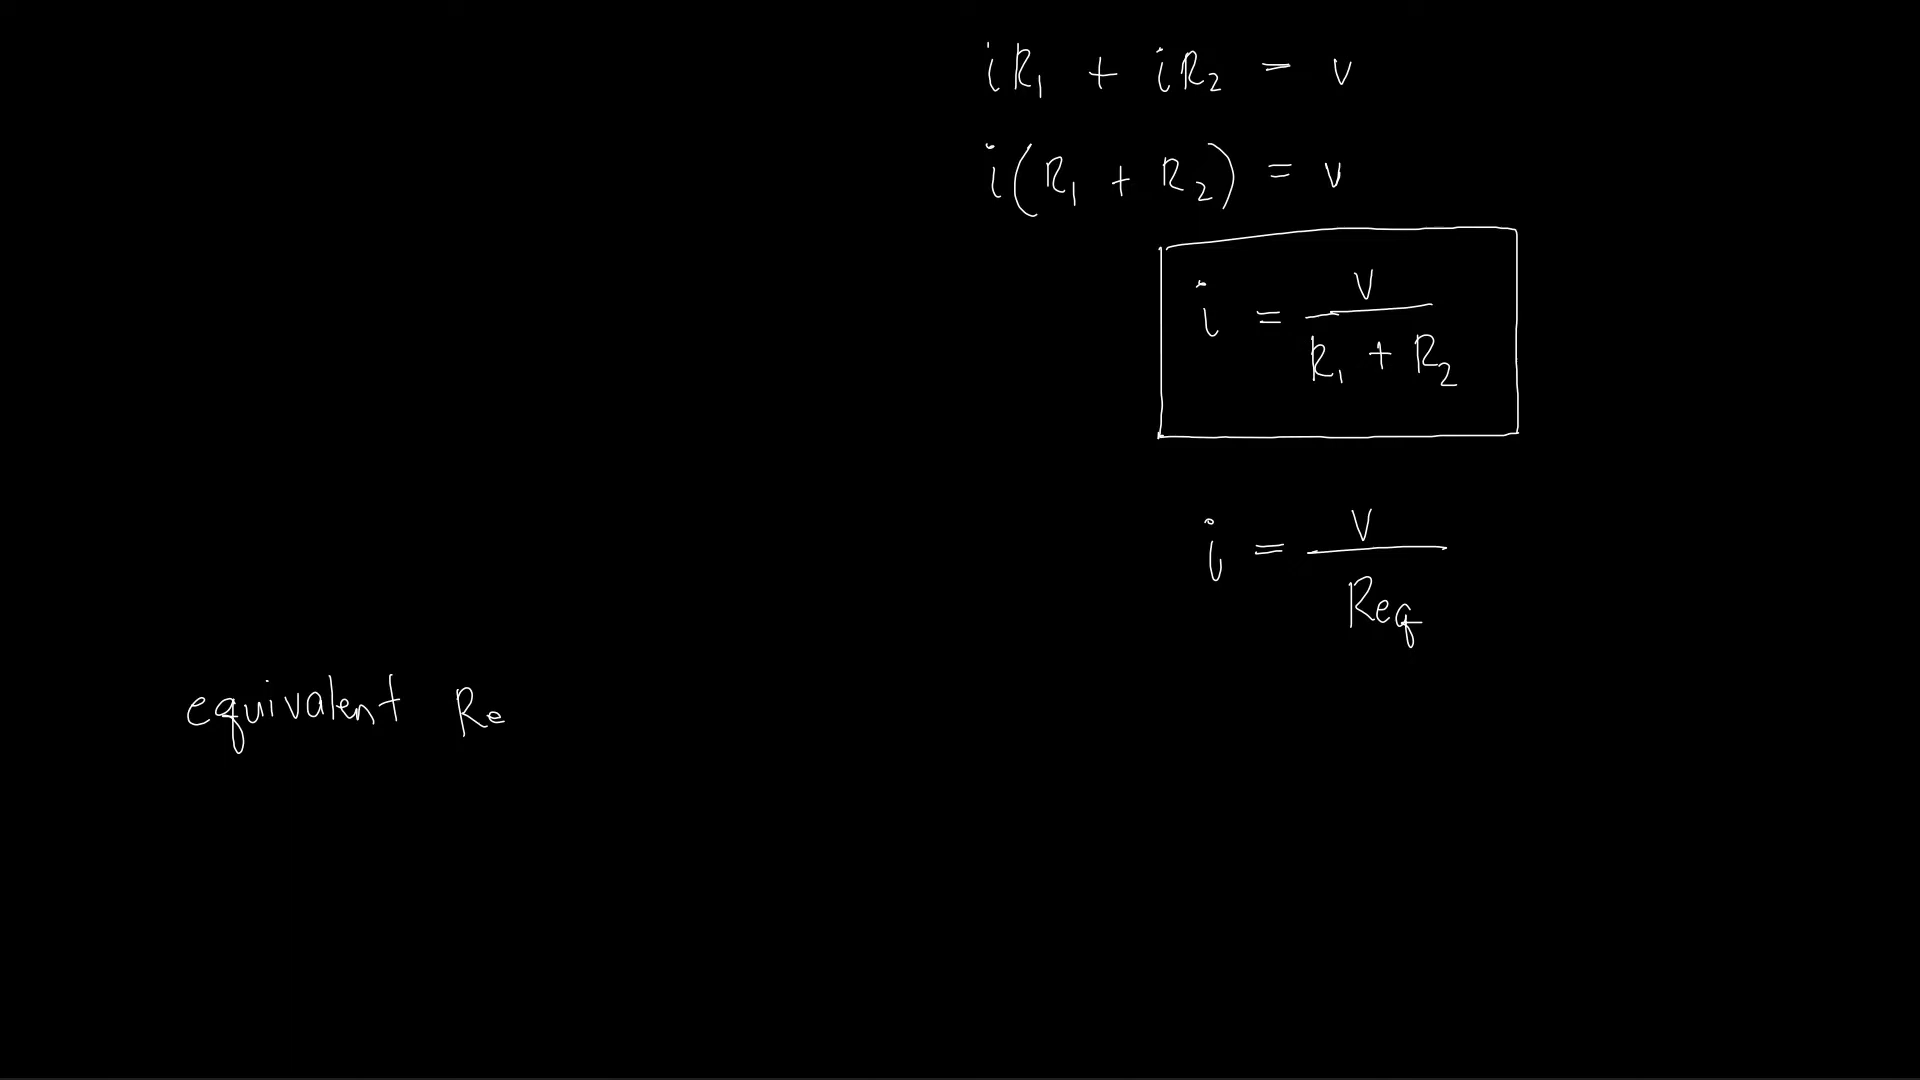 iR₁ + iR₂ = v
i(R₁ + R₂) = v
i = v / (R₁ + R₂)
i = v / Req
equivalent Re